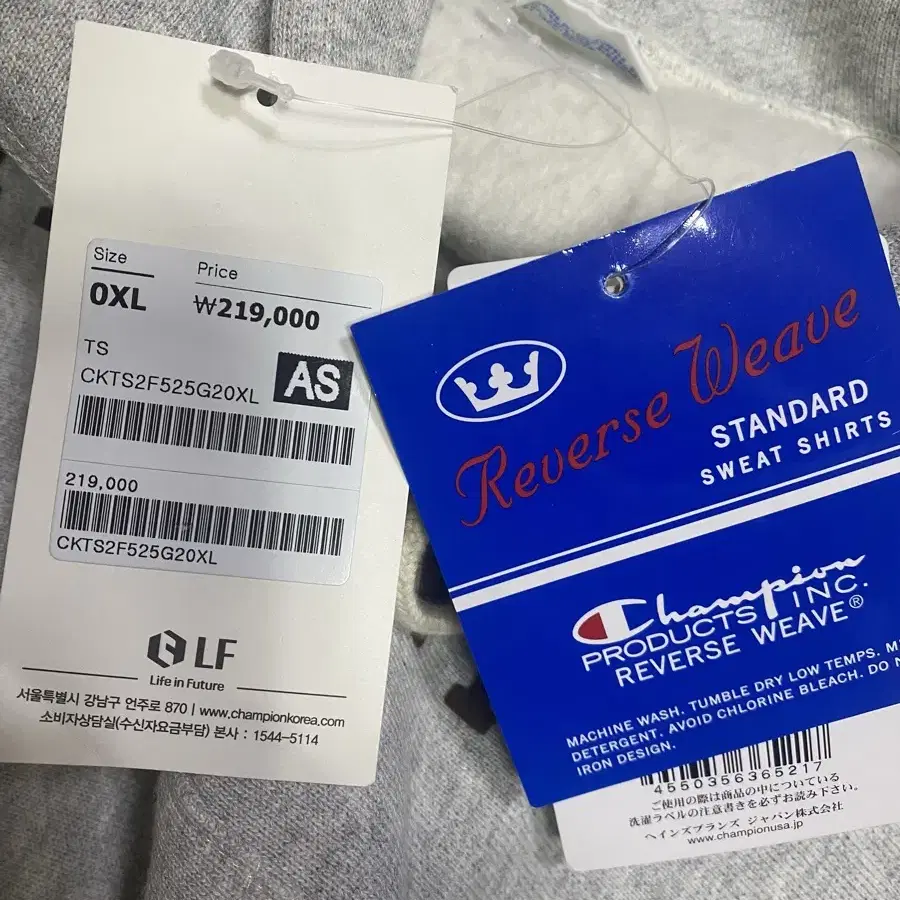 Size
Price
0XL
₩219,000
TS
CKTS2F525G20XL
AS
219,000
CKTS2F525G20XL
LF
Life in Future
서울특별시 강남구 언주로 870 | www.championkorea.com
소비자상담실(수신자요금부담) 본사 : 1544-5114
Reverse Weave
STANDARD
SWEAT SHIRTS
Champion
PRODUCTS INC.
REVERSE WEAVE®
MACHINE WASH. TUMBLE DRY LOW TEMPS.
DETERGENT. AVOID CHLORINE BLEACH. DO
IRON DESIGN.
4550356365217
ご使用の際は商品の中についている
洗濯ラベルの注意書きを必ずお読み下さい。
ヘインズブランズ ジャパン株式会社
www.championusa.jp